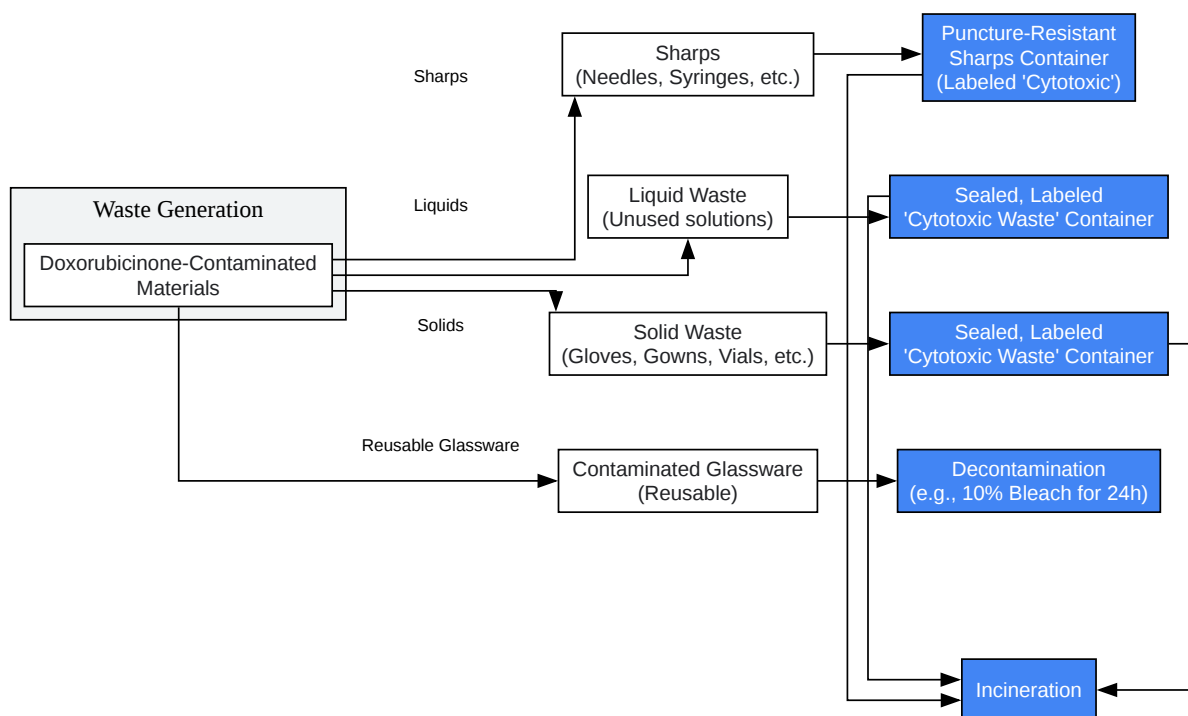 Sharps
Sharps
(Needles, Syringes, etc.)
Puncture-Resistant
Sharps Container
(Labeled 'Cytotoxic')
Waste Generation
Doxorubicinone-Contaminated
Materials
Liquids
Liquid Waste
(Unused solutions)
Sealed, Labeled
'Cytotoxic Waste' Container
Solids
Solid Waste
(Gloves, Gowns, Vials, etc.)
Sealed, Labeled
'Cytotoxic Waste' Container
Reusable Glassware
Contaminated Glassware
(Reusable)
Decontamination
(e.g., 10% Bleach for 24h)
Incineration